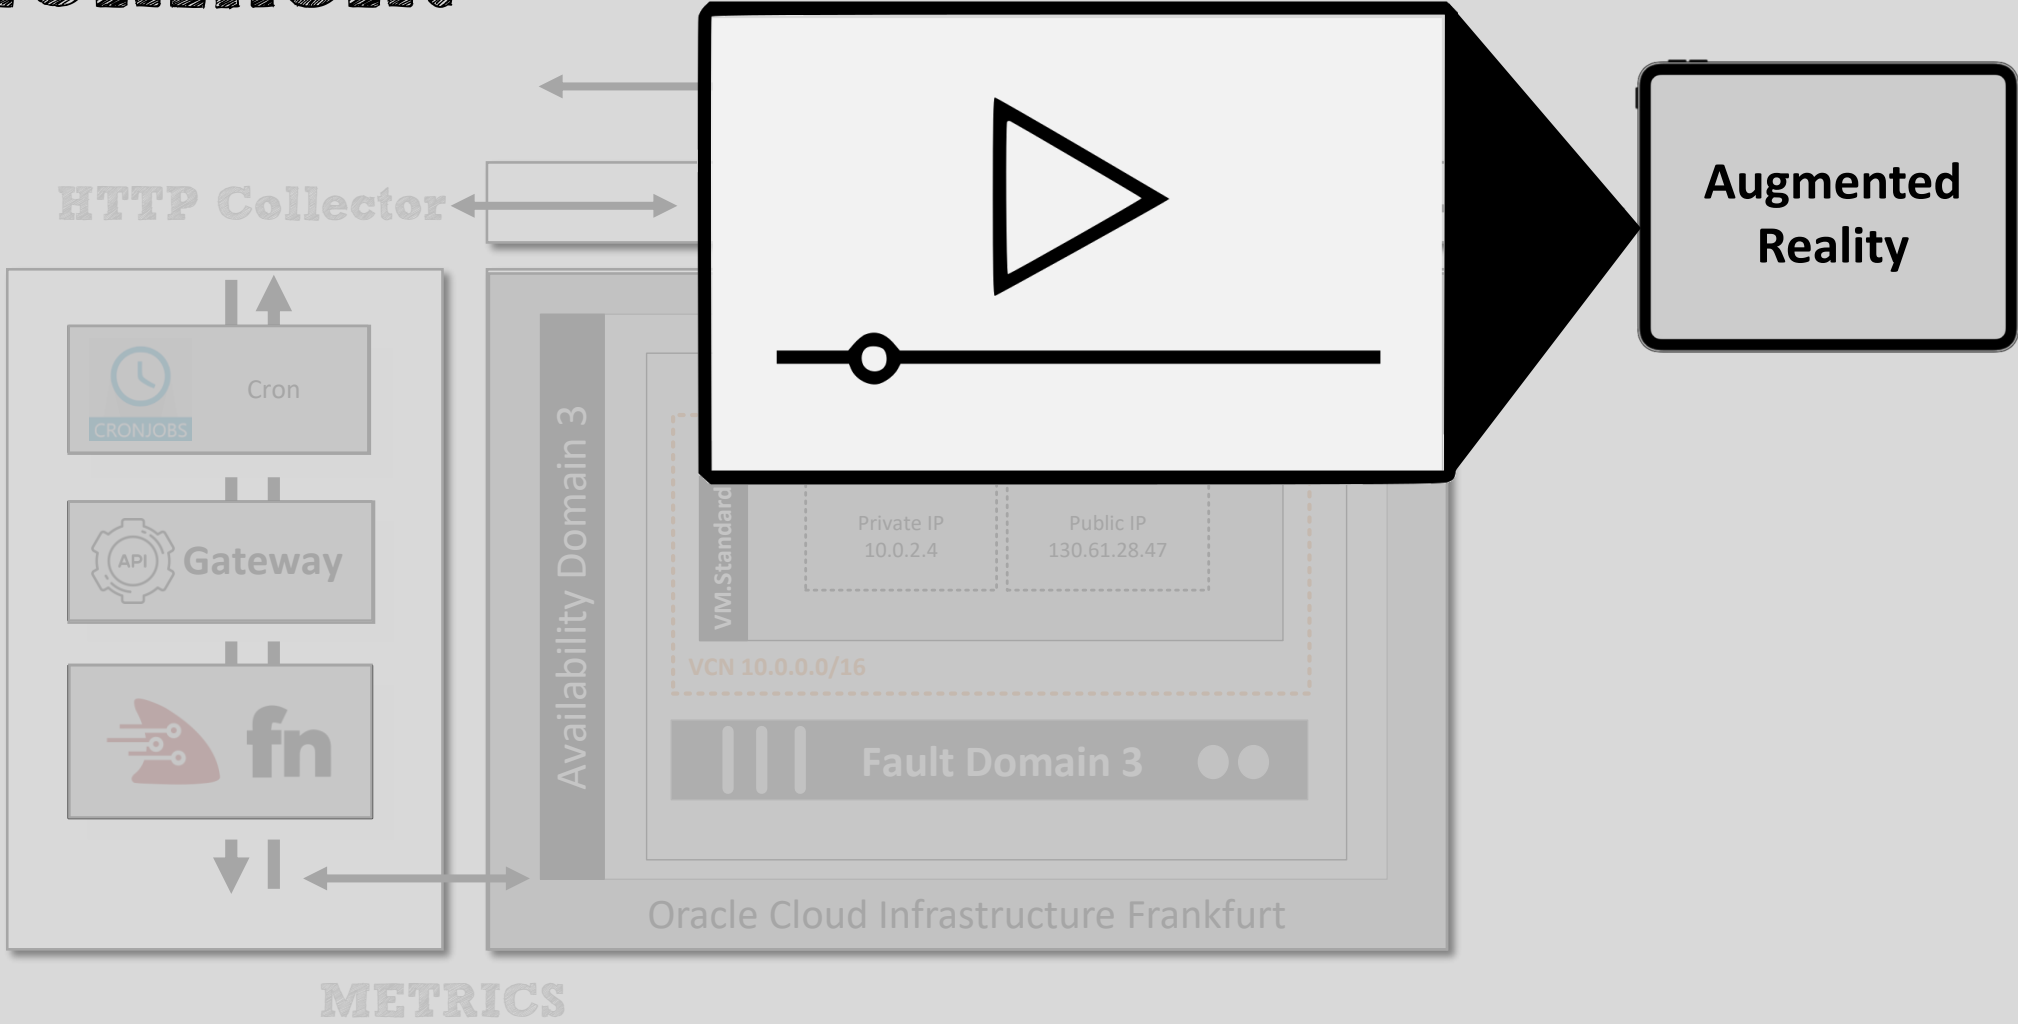 HTTP Collector
Augmented
Reality
Cron
CRONJOBS
API
Gateway
fn
Availability Domain 3
VM.Standard
Private IP
10.0.2.4
Public IP
130.61.28.47
VCN 10.0.0.0/16
Fault Domain 3
Oracle Cloud Infrastructure Frankfurt
METRICS